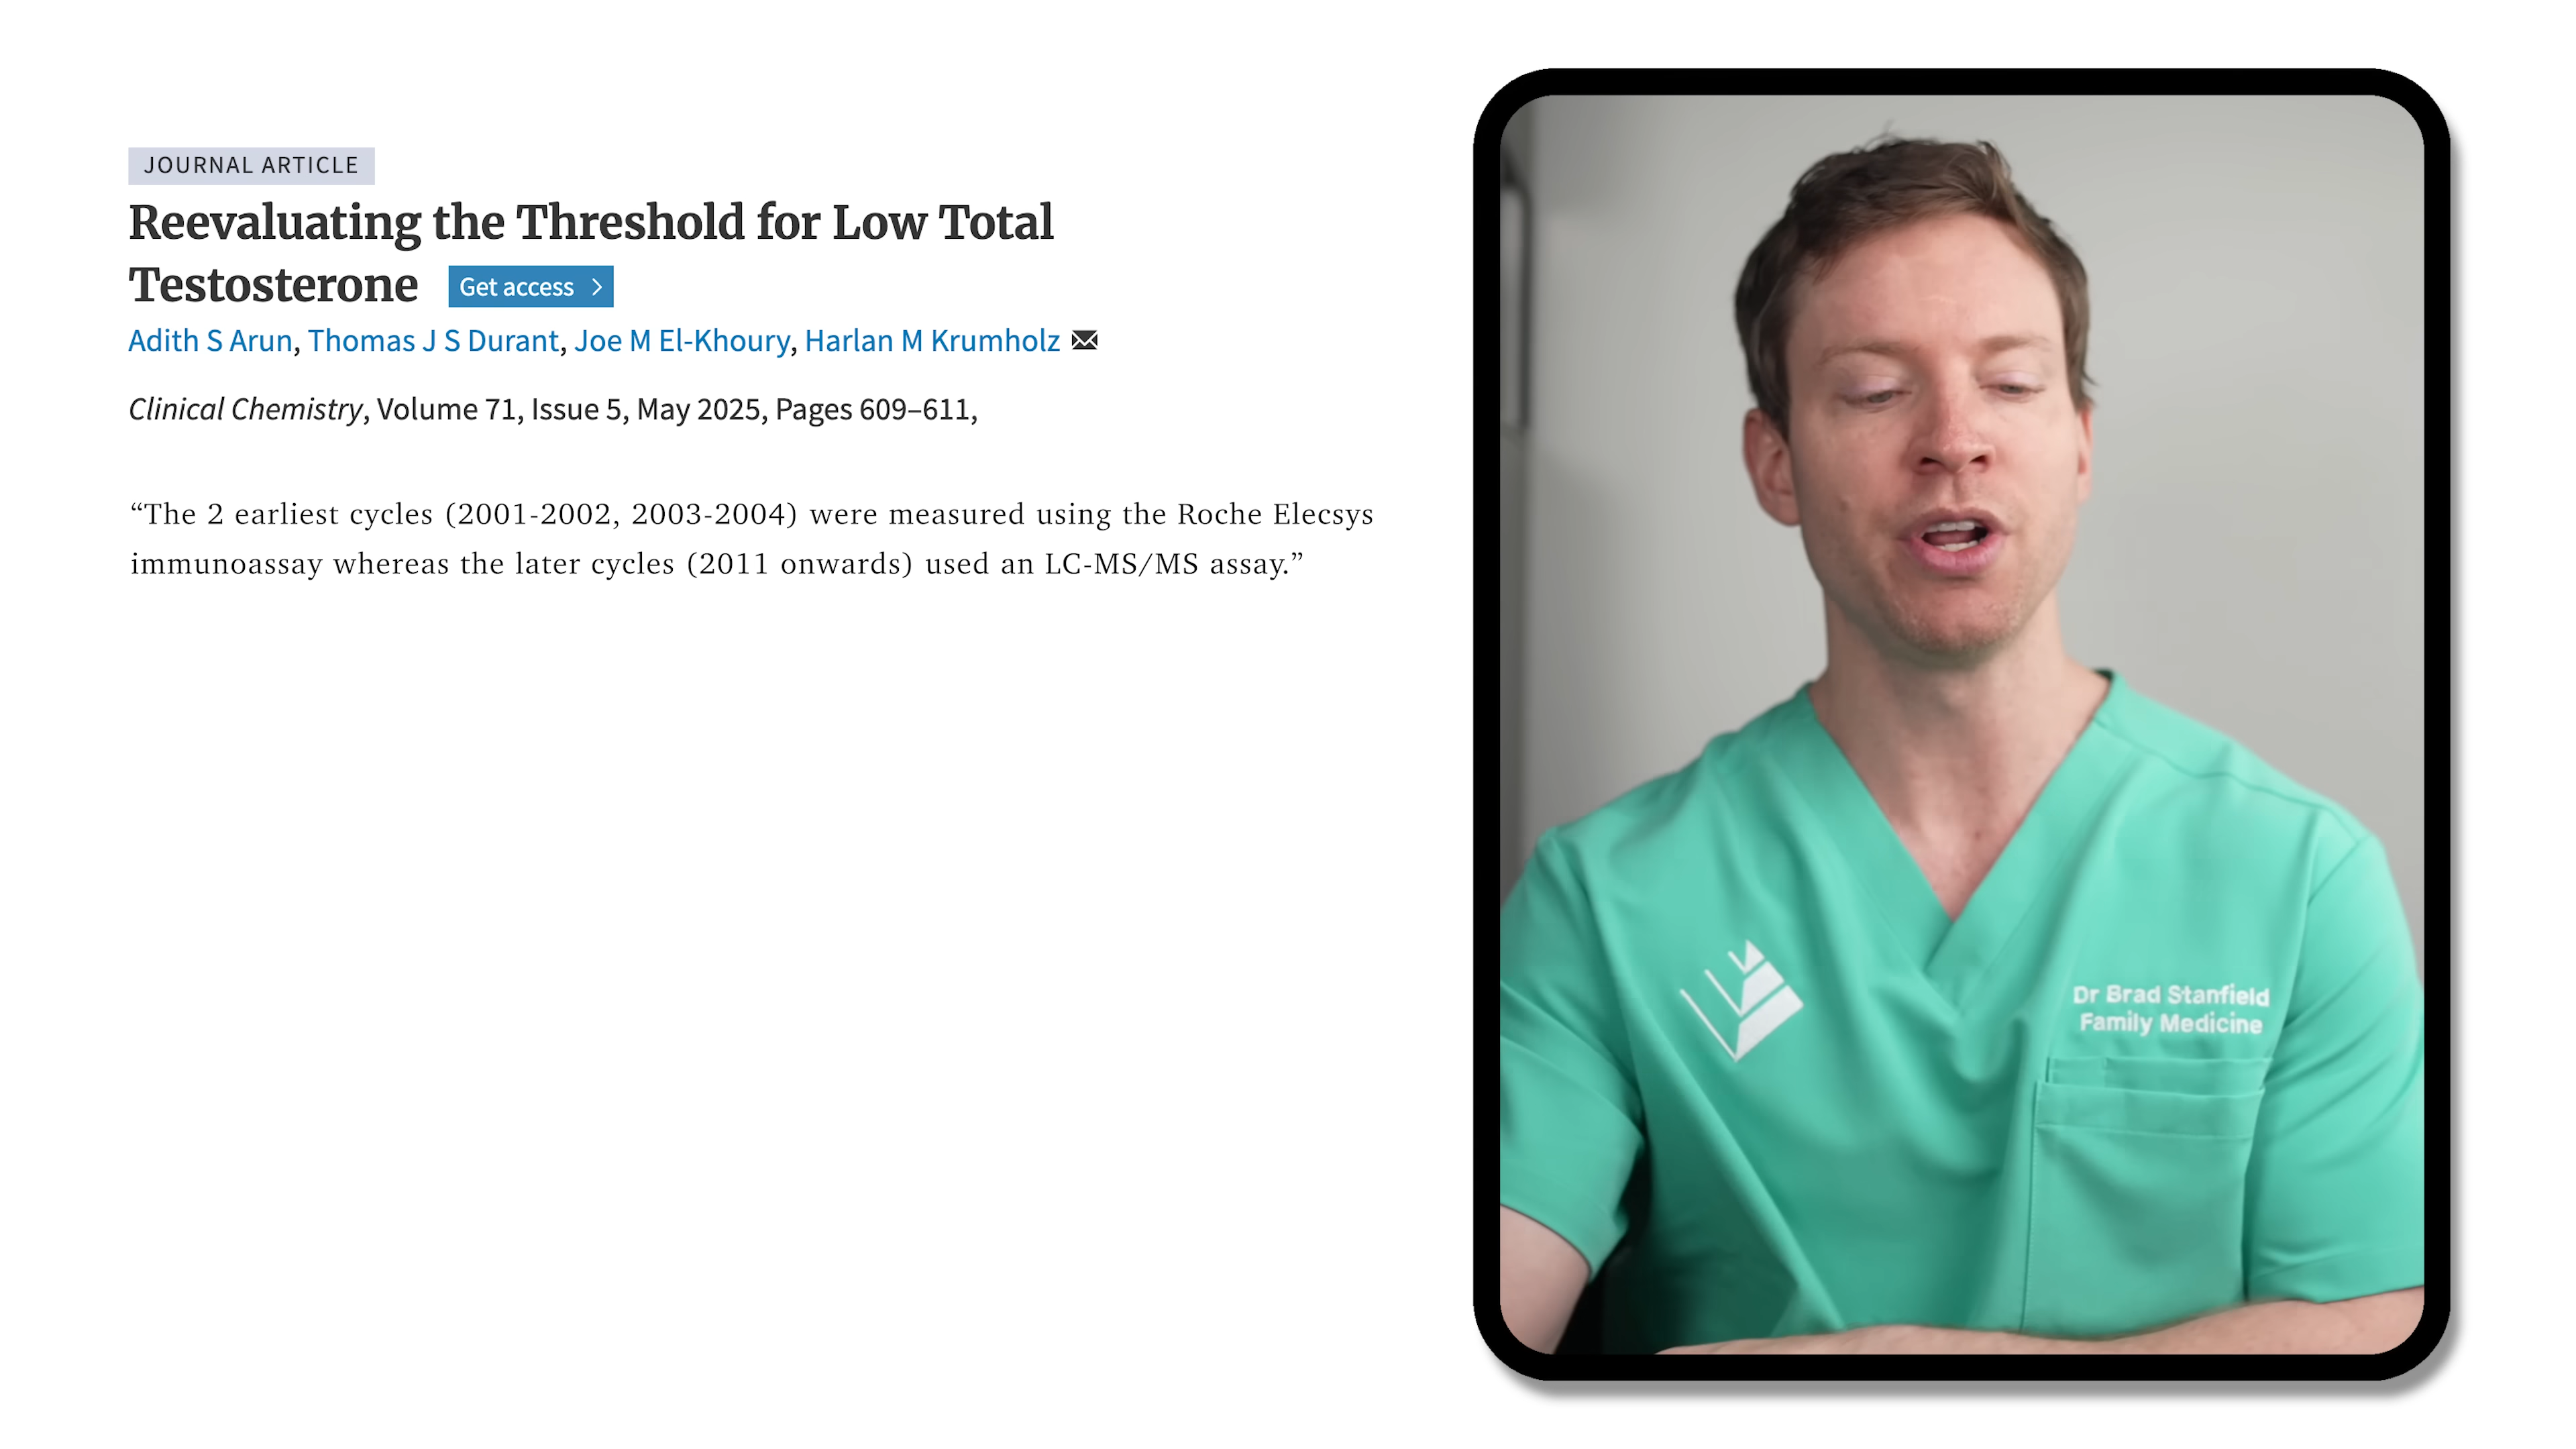 JOURNAL ARTICLE
Reevaluating the Threshold for Low Total
Testosterone Get access >
Adith S Arun, Thomas J S Durant, Joe M El-Khoury, Harlan M Krumholz
Clinical Chemistry, Volume 71, Issue 5, May 2025, Pages 609–611,
“The 2 earliest cycles (2001-2002, 2003-2004) were measured using the Roche Elecsys
immunoassay whereas the later cycles (2011 onwards) used an LC-MS/MS assay.”
Dr Brad Stanfield
Family Medicine